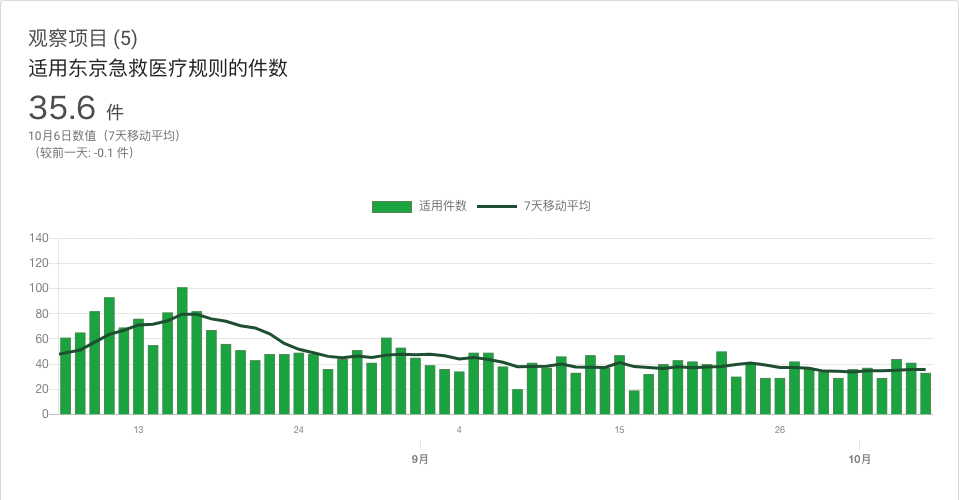 观察项目 (5)
适用东京急救医疗规则的件数
35.6 件
10月6日数值（7天移动平均）
（较前一天: -0.1 件）
适用件数 7天移动平均
140
120
100
80
60
40
20
0
13 24 4 15 26
9月 10月